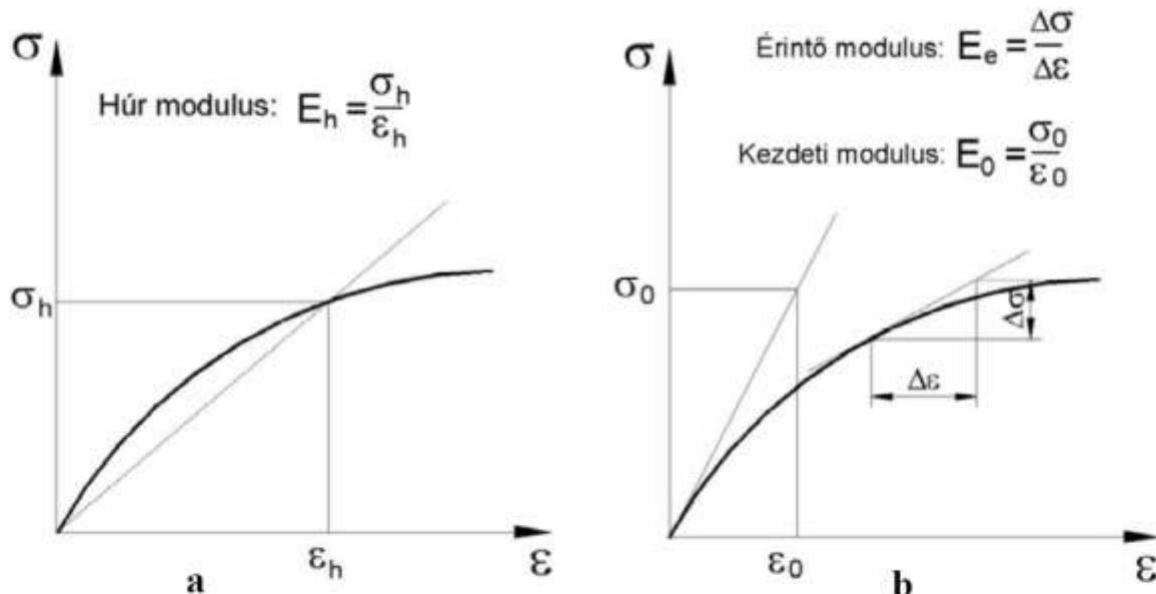 σ
Húr modulus: E_h = σ_h / ε_h
σ_h
ε_h
ε
a
Érintő modulus: E_e = Δσ / Δε
σ
Kezdeti modulus: E_0 = σ_0 / ε_0
σ_0
Δσ
Δε
ε_0
ε
b